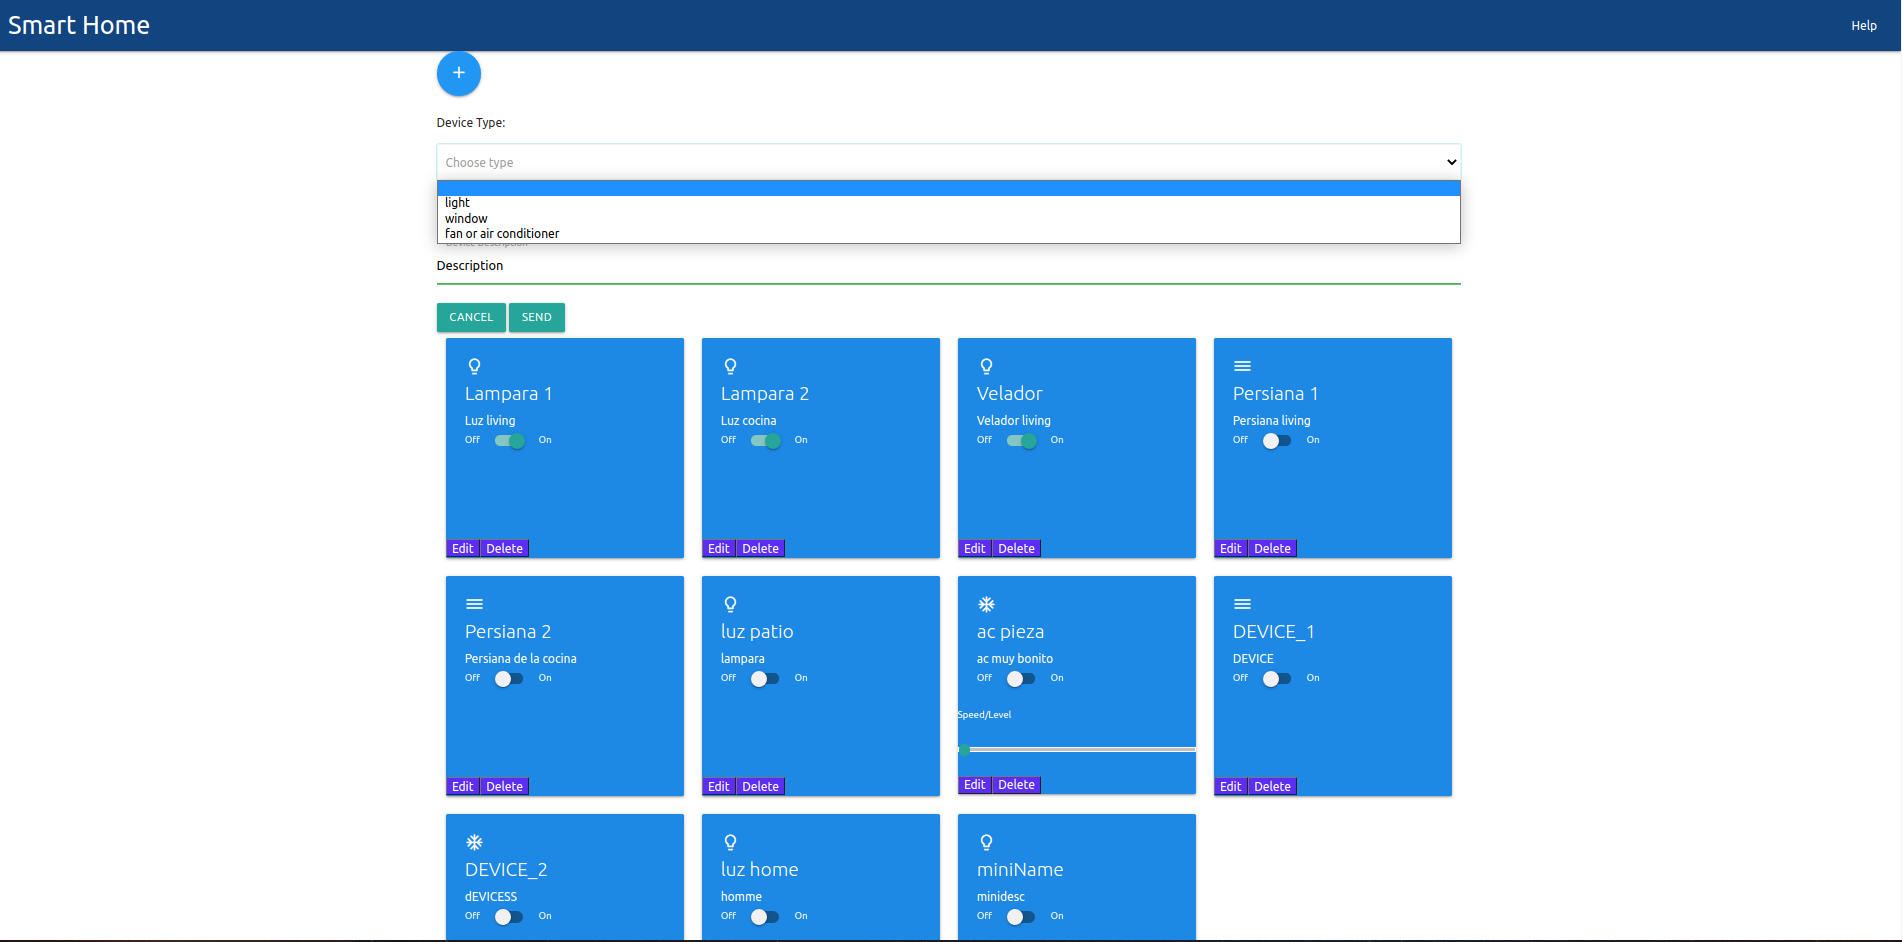 Smart Home
Help
+
Device Type:
Choose type
light
window
fan or air conditioner
Device Description
Description
CANCEL SEND
Lampara 1
Luz living
Off On
Edit Delete
Lampara 2
Luz cocina
Off On
Edit Delete
Velador
Velador living
Off On
Edit Delete
Persiana 1
Persiana living
Off On
Edit Delete
Persiana 2
Persiana de la cocina
Off On
Edit Delete
luz patio
lampara
Off On
Edit Delete
ac pieza
ac muy bonito
Off On
Speed/Level
Edit Delete
DEVICE_1
DEVICE
Off On
Edit Delete
DEVICE_2
dEVICESS
Off On
luz home
homme
Off On
miniName
minidesc
Off On